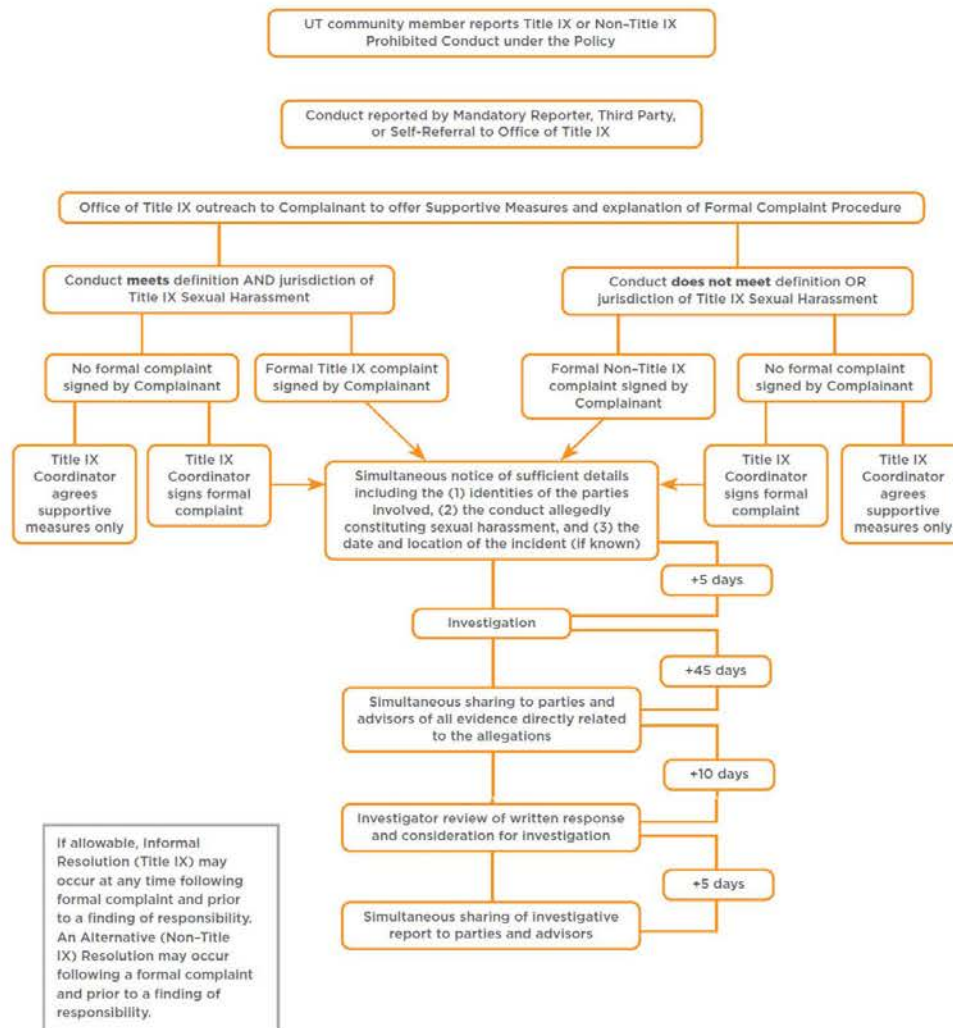 UT community member reports Title IX or Non–Title IX
Prohibited Conduct under the Policy
Conduct reported by Mandatory Reporter, Third Party,
or Self-Referral to Office of Title IX
Office of Title IX outreach to Complainant to offer Supportive Measures and explanation of Formal Complaint Procedure
Conduct meets definition AND jurisdiction of
Title IX Sexual Harassment
Conduct does not meet definition OR
jurisdiction of Title IX Sexual Harassment
No formal complaint
signed by Complainant
Formal Title IX complaint
signed by Complainant
Formal Non–Title IX
complaint signed by
Complainant
No formal complaint
signed by Complainant
Title IX
Coordinator
agrees
supportive
measures only
Title IX
Coordinator
signs formal
complaint
Simultaneous notice of sufficient details
including the (1) identities of the parties
involved, (2) the conduct allegedly
constituting sexual harassment, and (3) the
date and location of the incident (if known)
Title IX
Coordinator
signs formal
complaint
Title IX
Coordinator
agrees
supportive
measures only
+5 days
Investigation
+45 days
Simultaneous sharing to parties and
advisors of all evidence directly related
to the allegations
+10 days
Investigator review of written response
and consideration for investigation
+5 days
Simultaneous sharing of investigative
report to parties and advisors
If allowable, Informal
Resolution (Title IX) may
occur at any time following
formal complaint and prior
to a finding of responsibility.
An Alternative (Non–Title
IX) Resolution may occur
following a formal complaint
and prior to a finding of
responsibility.